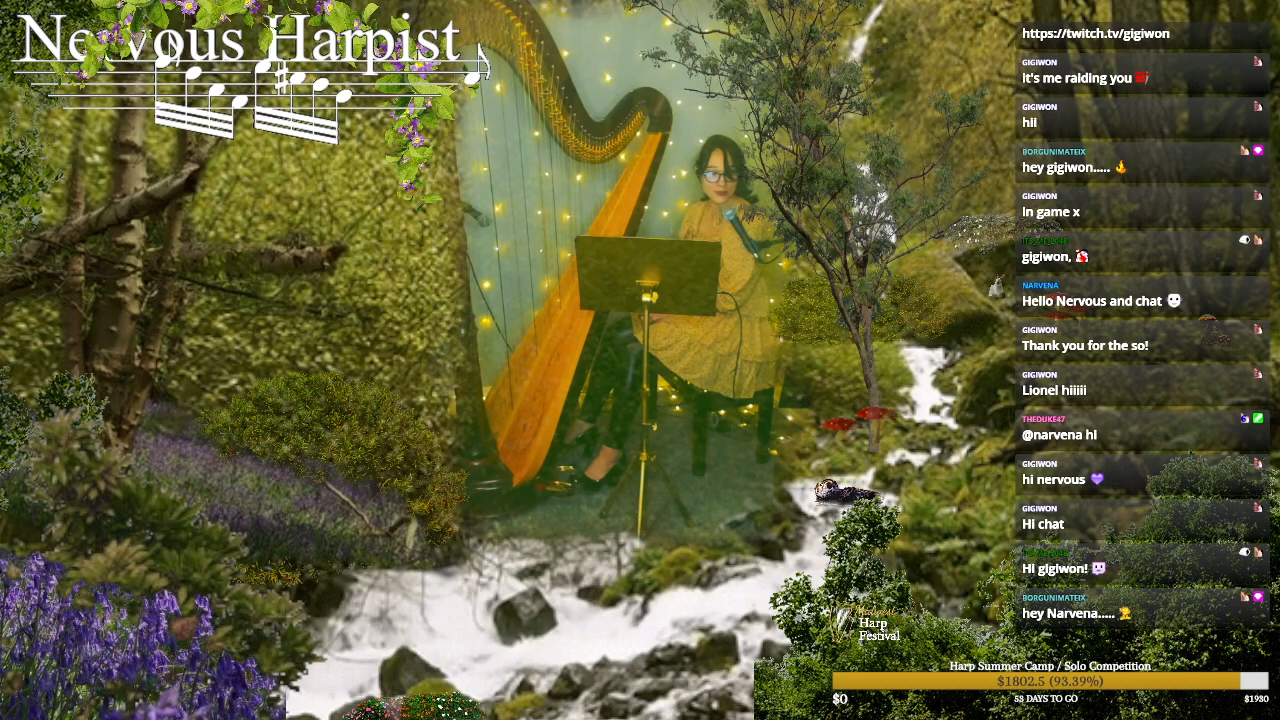 Nervous Harpist
https://twitch.tv/gigiwon
GIGIWON
it's me raiding you
GIGIWON
hii
BORGUNIMATEIX
hey gigiwon.....
GIGIWON
In game x
gigiwon,
NARVENA
Hello Nervous and chat
GIGIWON
Thank you for the so!
GIGIWON
Lionel hiiiii
THEDUKE47
@narvena hi
GIGIWON
hi nervous
GIGIWON
Hi chat
Hi gigiwon!
BORGUNIMATEIX
hey Narvena.....
Midwest
Harp
Festival
Harp Summer Camp / Solo Competition
$1802.5 (93.39%)
$0
53 DAYS TO GO
$1930